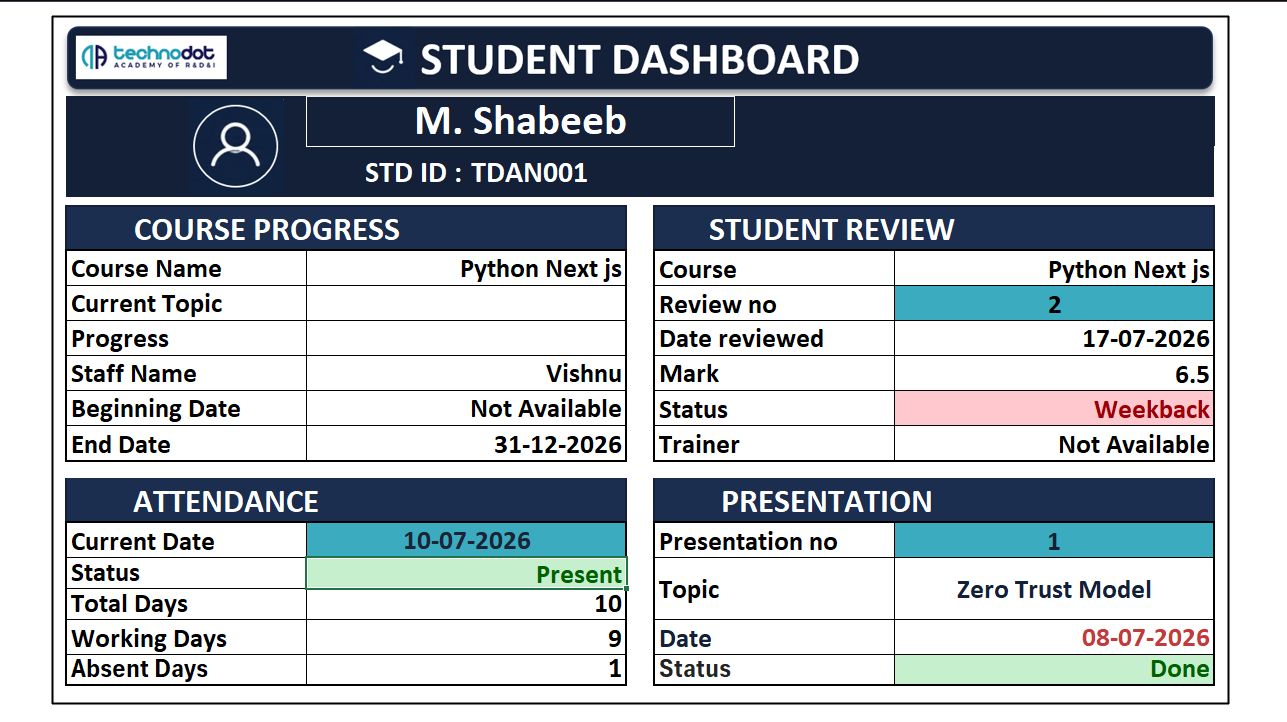 technodot
ACADEMY OF R&D&I
STUDENT DASHBOARD
M. Shabeeb
STD ID : TDAN001
COURSE PROGRESS
Course Name Python Next js
Current Topic
Progress
Staff Name Vishnu
Beginning Date Not Available
End Date 31-12-2026
STUDENT REVIEW
Course Python Next js
Review no 2
Date reviewed 17-07-2026
Mark 6.5
Status Weekback
Trainer Not Available
ATTENDANCE
Current Date 10-07-2026
Status Present
Total Days 10
Working Days 9
Absent Days 1
PRESENTATION
Presentation no 1
Topic Zero Trust Model
Date 08-07-2026
Status Done